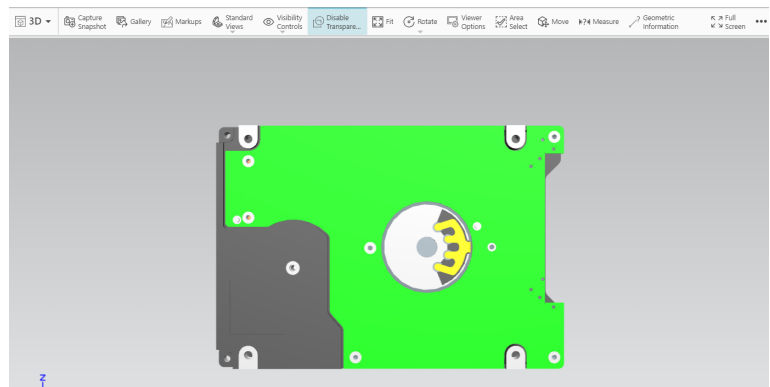 3D
Capture
Snapshot
Gallery
Markups
Standard
Views
Visibility
Controls
Disable
Transpare...
Fit
Rotate
Viewer
Options
Area
Select
Move
Measure
Geometric
Information
Full
Screen
Z